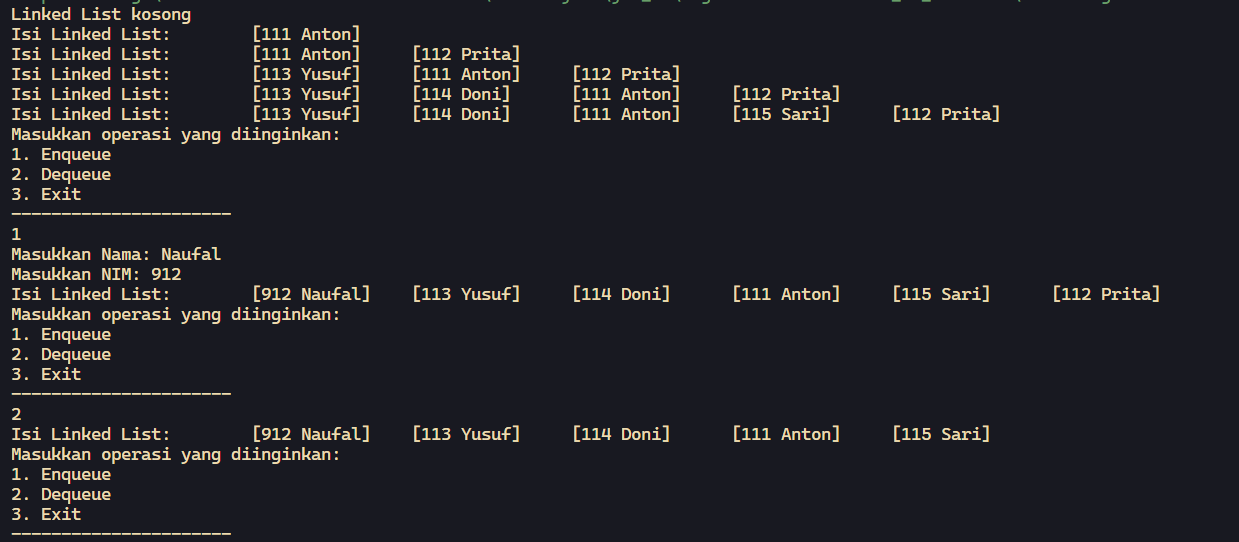 Linked List kosong
Isi Linked List:        [111 Anton]
Isi Linked List:        [111 Anton]     [112 Prita]
Isi Linked List:        [113 Yusuf]     [111 Anton]     [112 Prita]
Isi Linked List:        [113 Yusuf]     [114 Doni]      [111 Anton]     [112 Prita]
Isi Linked List:        [113 Yusuf]     [114 Doni]      [111 Anton]     [115 Sari]      [112 Prita]
Masukkan operasi yang diinginkan:
1. Enqueue
2. Dequeue
3. Exit
----------------------
1
Masukkan Nama: Naufal
Masukkan NIM: 912
Isi Linked List:        [912 Naufal]    [113 Yusuf]     [114 Doni]      [111 Anton]     [115 Sari]      [112 Prita]
Masukkan operasi yang diinginkan:
1. Enqueue
2. Dequeue
3. Exit
----------------------
2
Isi Linked List:        [912 Naufal]    [113 Yusuf]     [114 Doni]      [111 Anton]     [115 Sari]
Masukkan operasi yang diinginkan:
1. Enqueue
2. Dequeue
3. Exit
----------------------